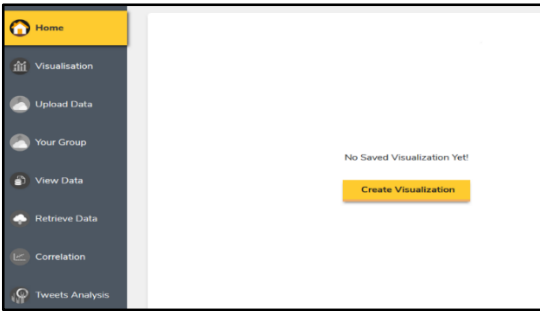 Home
Visualisation
Upload Data
Your Group
View Data
Retrieve Data
Correlation
Tweets Analysis
No Saved Visualization Yet!
Create Visualization